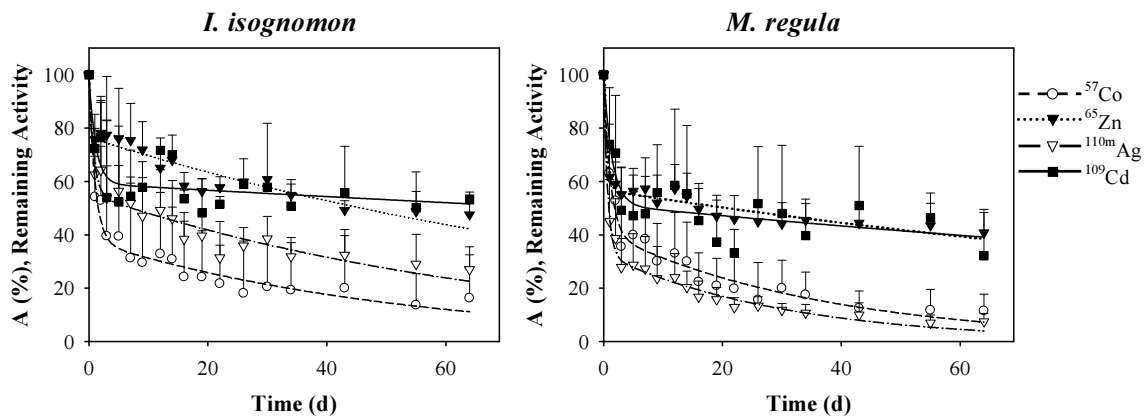 I. isognomon
M. regula
A (%), Remaining Activity
100
80
60
40
20
0
0
20
40
60
Time (d)
A (%), Remaining Activity
100
80
60
40
20
0
0
20
40
60
Time (d)
57Co
65Zn
110mAg
109Cd